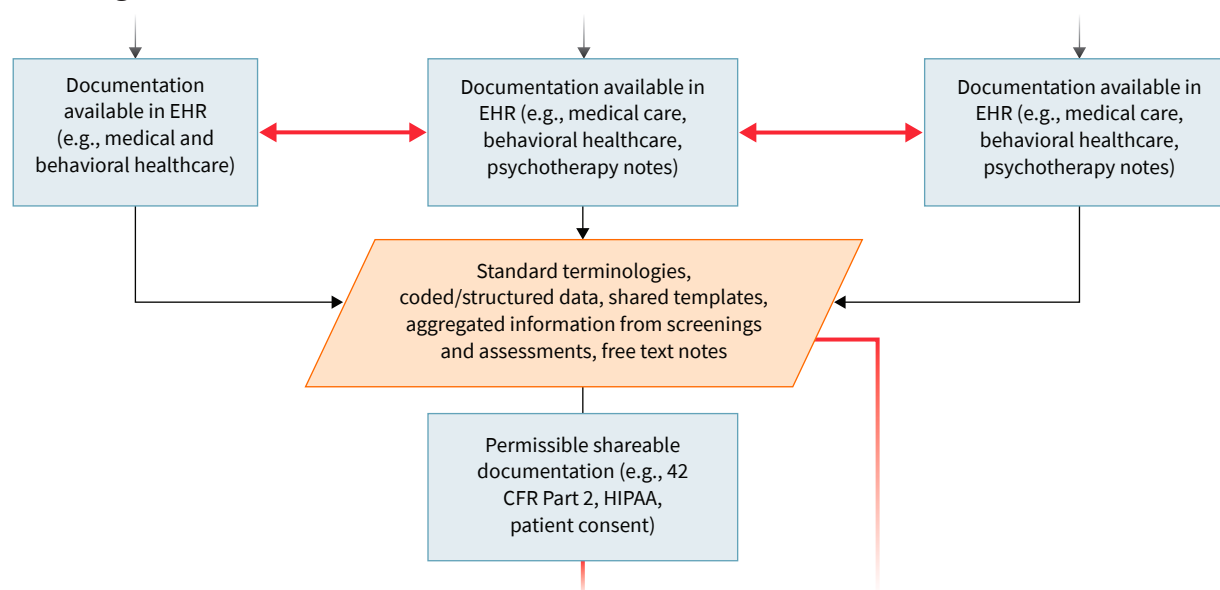 Documentation
available in EHR
(e.g., medical and
behavioral healthcare)
Documentation available in
EHR (e.g., medical care,
behavioral healthcare,
psychotherapy notes)
Documentation available in
EHR (e.g., medical care,
behavioral healthcare,
psychotherapy notes)
Standard terminologies,
coded/structured data, shared templates,
aggregated information from screenings
and assessments, free text notes
Permissible shareable
documentation (e.g., 42
CFR Part 2, HIPAA,
patient consent)